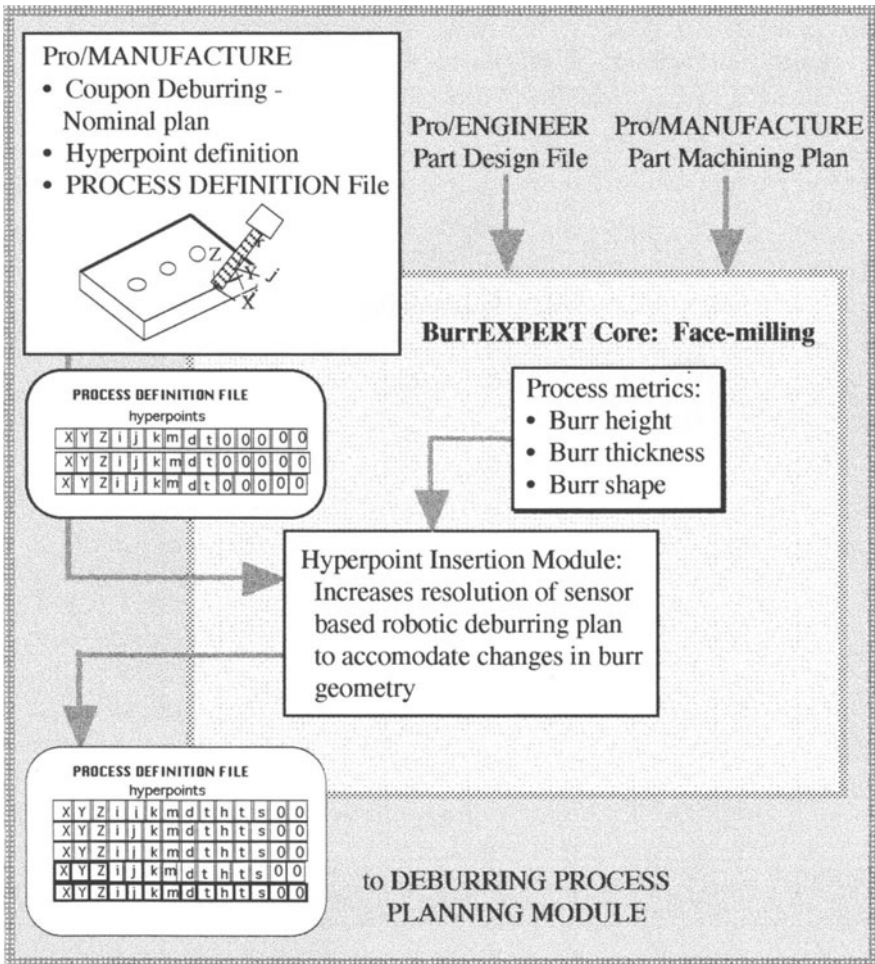 Pro/MANUFACTURE
• Coupon Deburring -
Nominal plan
• Hyperpoint definition
• PROCESS DEFINITION File
Z
X
Pro/ENGINEER
Part Design File
Pro/MANUFACTURE
Part Machining Plan
BurrEXPERT Core: Face-milling
PROCESS DEFINITION FILE
hyperpoints
X Y Z i j k m d t 0 0 0 0 0
X Y Z i j k m d t 0 0 0 0 0
X Y Z i j k m d t 0 0 0 0 0
Process metrics:
• Burr height
• Burr thickness
• Burr shape
Hyperpoint Insertion Module:
Increases resolution of sensor
based robotic deburring plan
to accomodate changes in burr
geometry
PROCESS DEFINITION FILE
hyperpoints
X Y Z i j k m d t h t s 0 0
X Y Z i j k m d t h t s 0 0
X Y Z i j k m d t h t s 0 0
X Y Z i j k m d t h t s 0 0
X Y Z i j k m d t h t s 0 0
to DEBURRING PROCESS
PLANNING MODULE